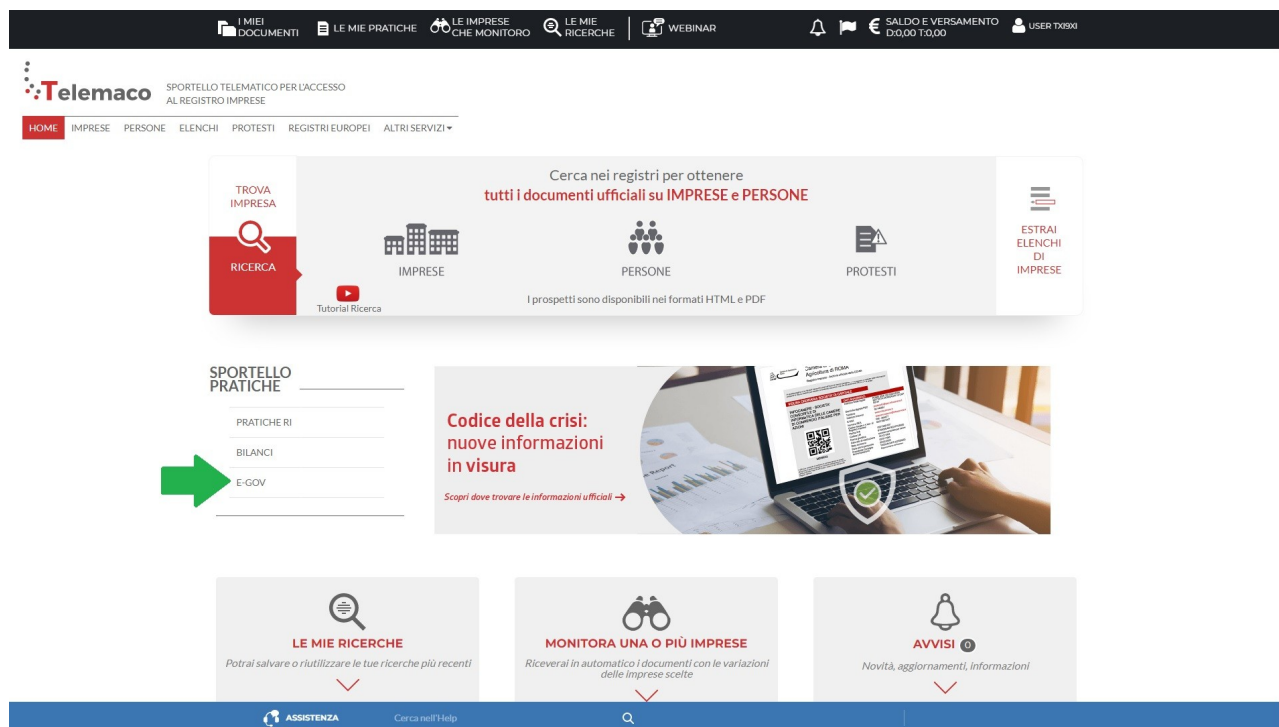 I MIEI
DOCUMENTI
LE MIE PRATICHE
LE IMPRESE
CHE MONITORO
LE MIE
RICERCHE
WEBINAR
SALDO E VERSAMENTO
D:0,00 T:0,00
USER TXI9XI
Telemaco
SPORTELLO TELEMATICO PER L'ACCESSO
AL REGISTRO IMPRESE
HOME IMPRESE PERSONE ELENCHI PROTESTI REGISTRI EUROPEI ALTRI SERVIZI
TROVA
IMPRESA
RICERCA
Cerca nei registri per ottenere
tutti i documenti ufficiali su IMPRESE e PERSONE
IMPRESE
PERSONE
PROTESTI
Tutorial Ricerca
I prospetti sono disponibili nei formati HTML e PDF
ESTRAI
ELENCHI
DI
IMPRESE
SPORTELLO
PRATICHE
PRATICHE RI
BILANCI
E-GOV
Codice della crisi:
nuove informazioni
in visura
Scopri dove trovare le informazioni ufficiali
Agricoltura di ROMA
Report
LE MIE RICERCHE
Potrai salvare o riutilizzare le tue ricerche più recenti
MONITORA UNA O PIÙ IMPRESE
Riceverai in automatico i documenti con le variazioni
delle imprese scelte
AVVISI 0
Novità, aggiornamenti, informazioni
ASSISTENZA
Cerca nell'Help